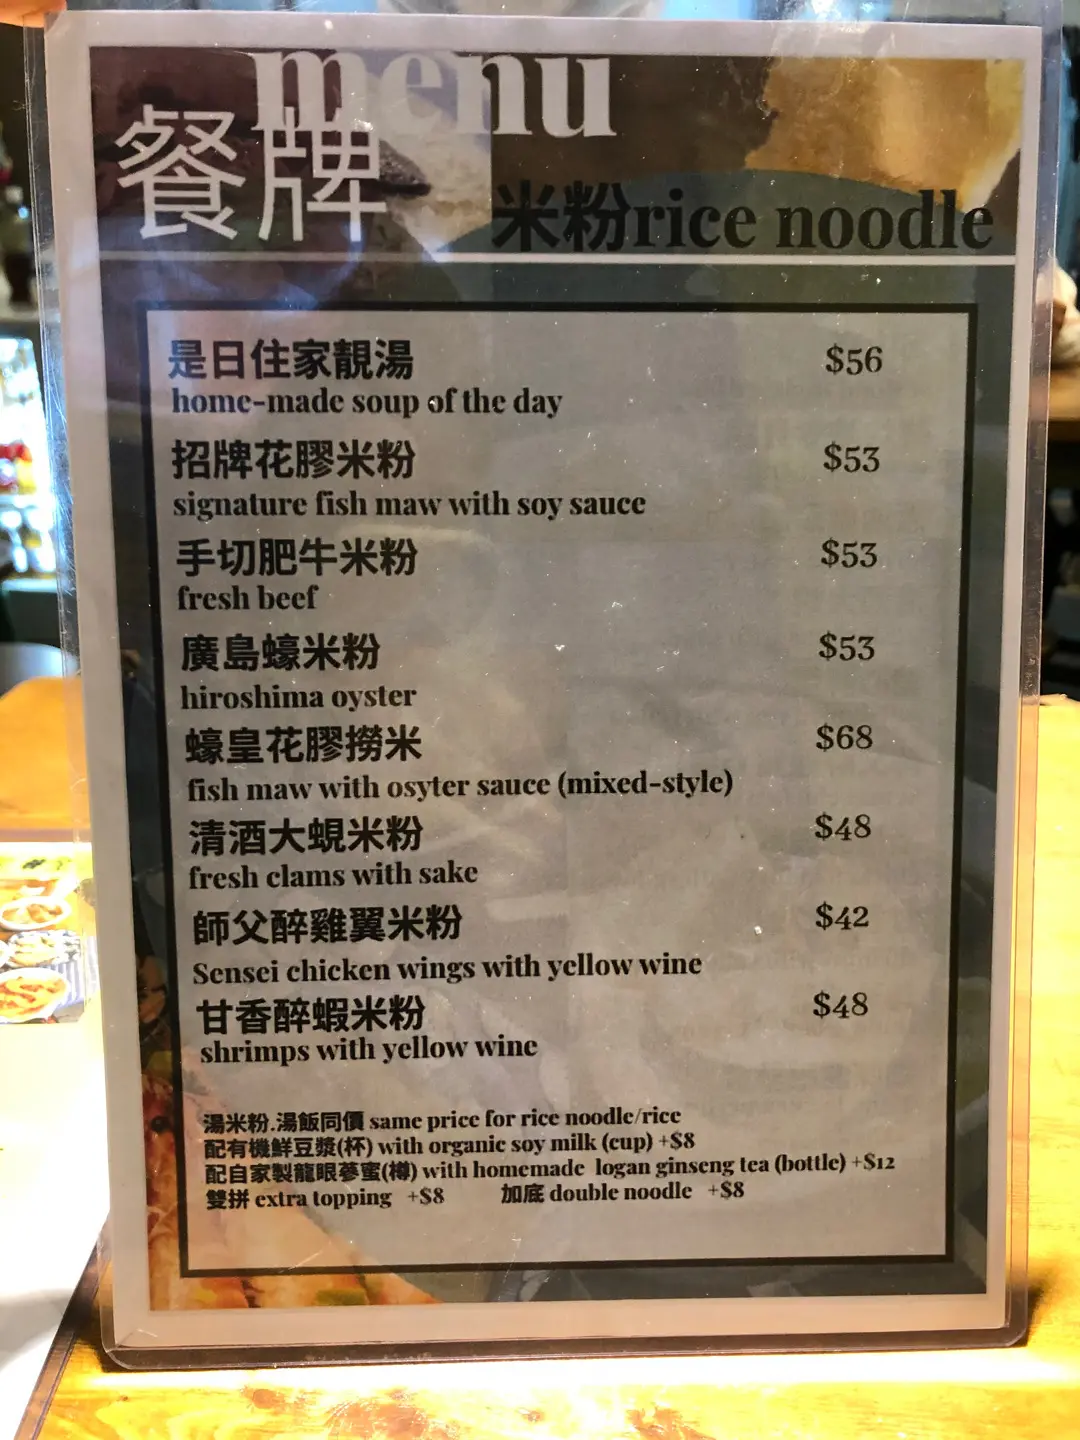 menu
餐牌
米粉rice noodle
是日住家靚湯 $56
home-made soup of the day
招牌花膠米粉 $53
signature fish maw with soy sauce
手切肥牛米粉 $53
fresh beef
廣島蠔米粉 $53
hiroshima oyster
蠔皇花膠撈米 $68
fish maw with osyter sauce (mixed-style)
清酒大蜆米粉 $48
fresh clams with sake
師父醉雞翼米粉 $42
Sensei chicken wings with yellow wine
甘香醉蝦米粉 $48
shrimps with yellow wine
湯米粉.湯飯同價 same price for rice noodle/rice
配有機鮮豆漿(杯) with organic soy milk (cup) +$8
配自家製龍眼蔘蜜(樽) with homemade logan ginseng tea (bottle) +$12
雙拼 extra topping +$8 加底 double noodle +$8